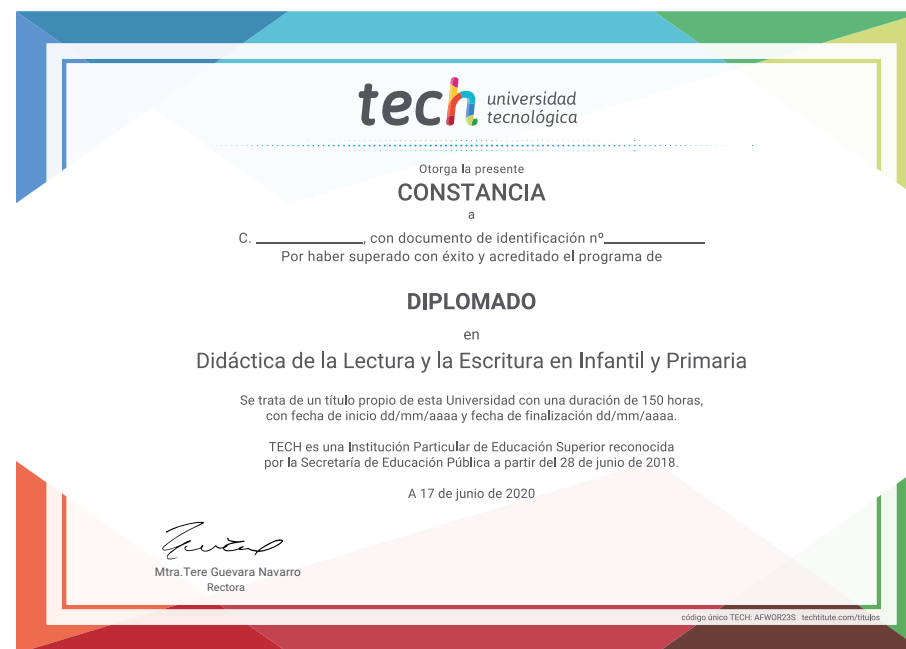 tech universidad
tecnológica
Otorga la presente
CONSTANCIA
a
C. ____________, con documento de identificación nº____________
Por haber superado con éxito y acreditado el programa de
DIPLOMADO
en
Didáctica de la Lectura y la Escritura en Infantil y Primaria
Se trata de un título propio de esta Universidad con una duración de 150 horas,
con fecha de inicio dd/mm/aaaa y fecha de finalización dd/mm/aaaa.
TECH es una Institución Particular de Educación Superior reconocida
por la Secretaría de Educación Pública a partir del 28 de junio de 2018.
A 17 de junio de 2020
Mtra.Tere Guevara Navarro
Rectora
código único TECH: AFWOR23S techtitute.com/titulos